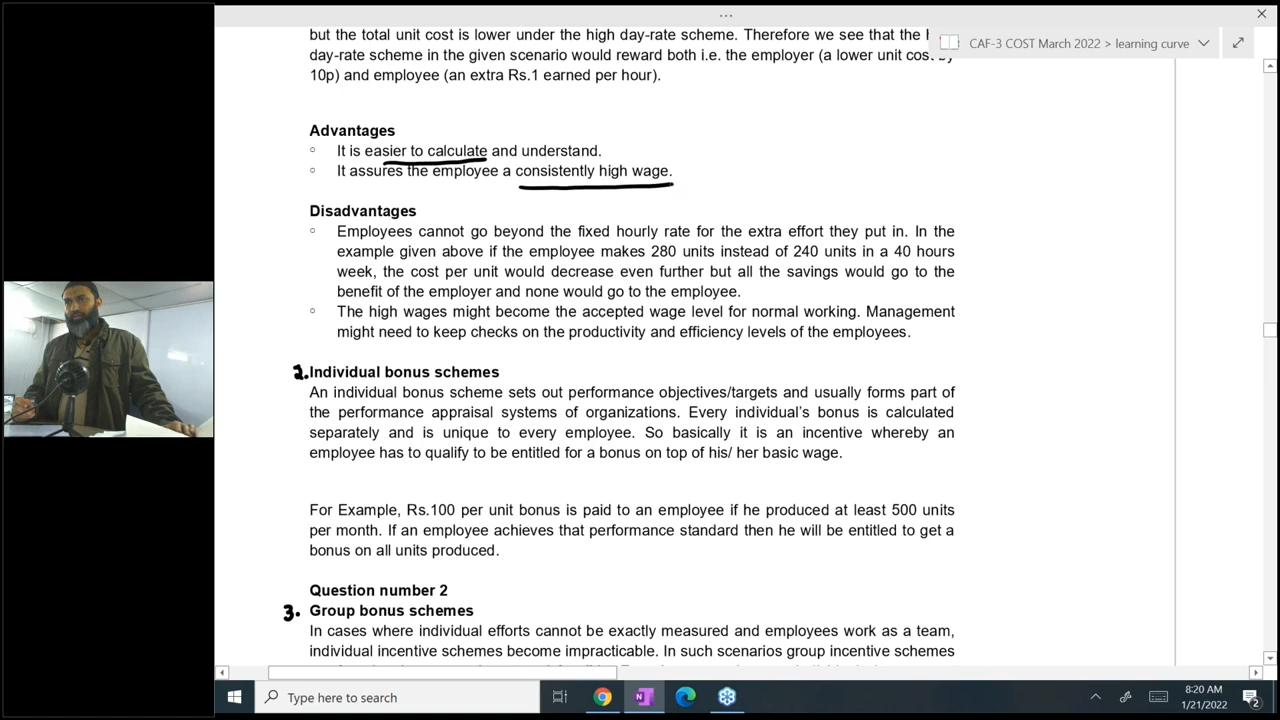 but the total unit cost is lower under the high day-rate scheme. Therefore we see that the h
CAF-3 COST March 2022 > learning curve
day-rate scheme in the given scenario would reward both i.e. the employer (a lower unit cost by
10p) and employee (an extra Rs.1 earned per hour).
Advantages
It is easier to calculate and understand.
It assures the employee a consistently high wage.
Disadvantages
Employees cannot go beyond the fixed hourly rate for the extra effort they put in. In the
example given above if the employee makes 280 units instead of 240 units in a 40 hours
week, the cost per unit would decrease even further but all the savings would go to the
benefit of the employer and none would go to the employee.
The high wages might become the accepted wage level for normal working. Management
might need to keep checks on the productivity and efficiency levels of the employees.
2. Individual bonus schemes
An individual bonus scheme sets out performance objectives/targets and usually forms part of
the performance appraisal systems of organizations. Every individual's bonus is calculated
separately and is unique to every employee. So basically it is an incentive whereby an
employee has to qualify to be entitled for a bonus on top of his/ her basic wage.
For Example, Rs.100 per unit bonus is paid to an employee if he produced at least 500 units
per month. If an employee achieves that performance standard then he will be entitled to get a
bonus on all units produced.
Question number 2
3. Group bonus schemes
In cases where individual efforts cannot be exactly measured and employees work as a team,
individual incentive schemes become impracticable. In such scenarios group incentive schemes
Type here to search
8:20 AM
1/21/2022
2